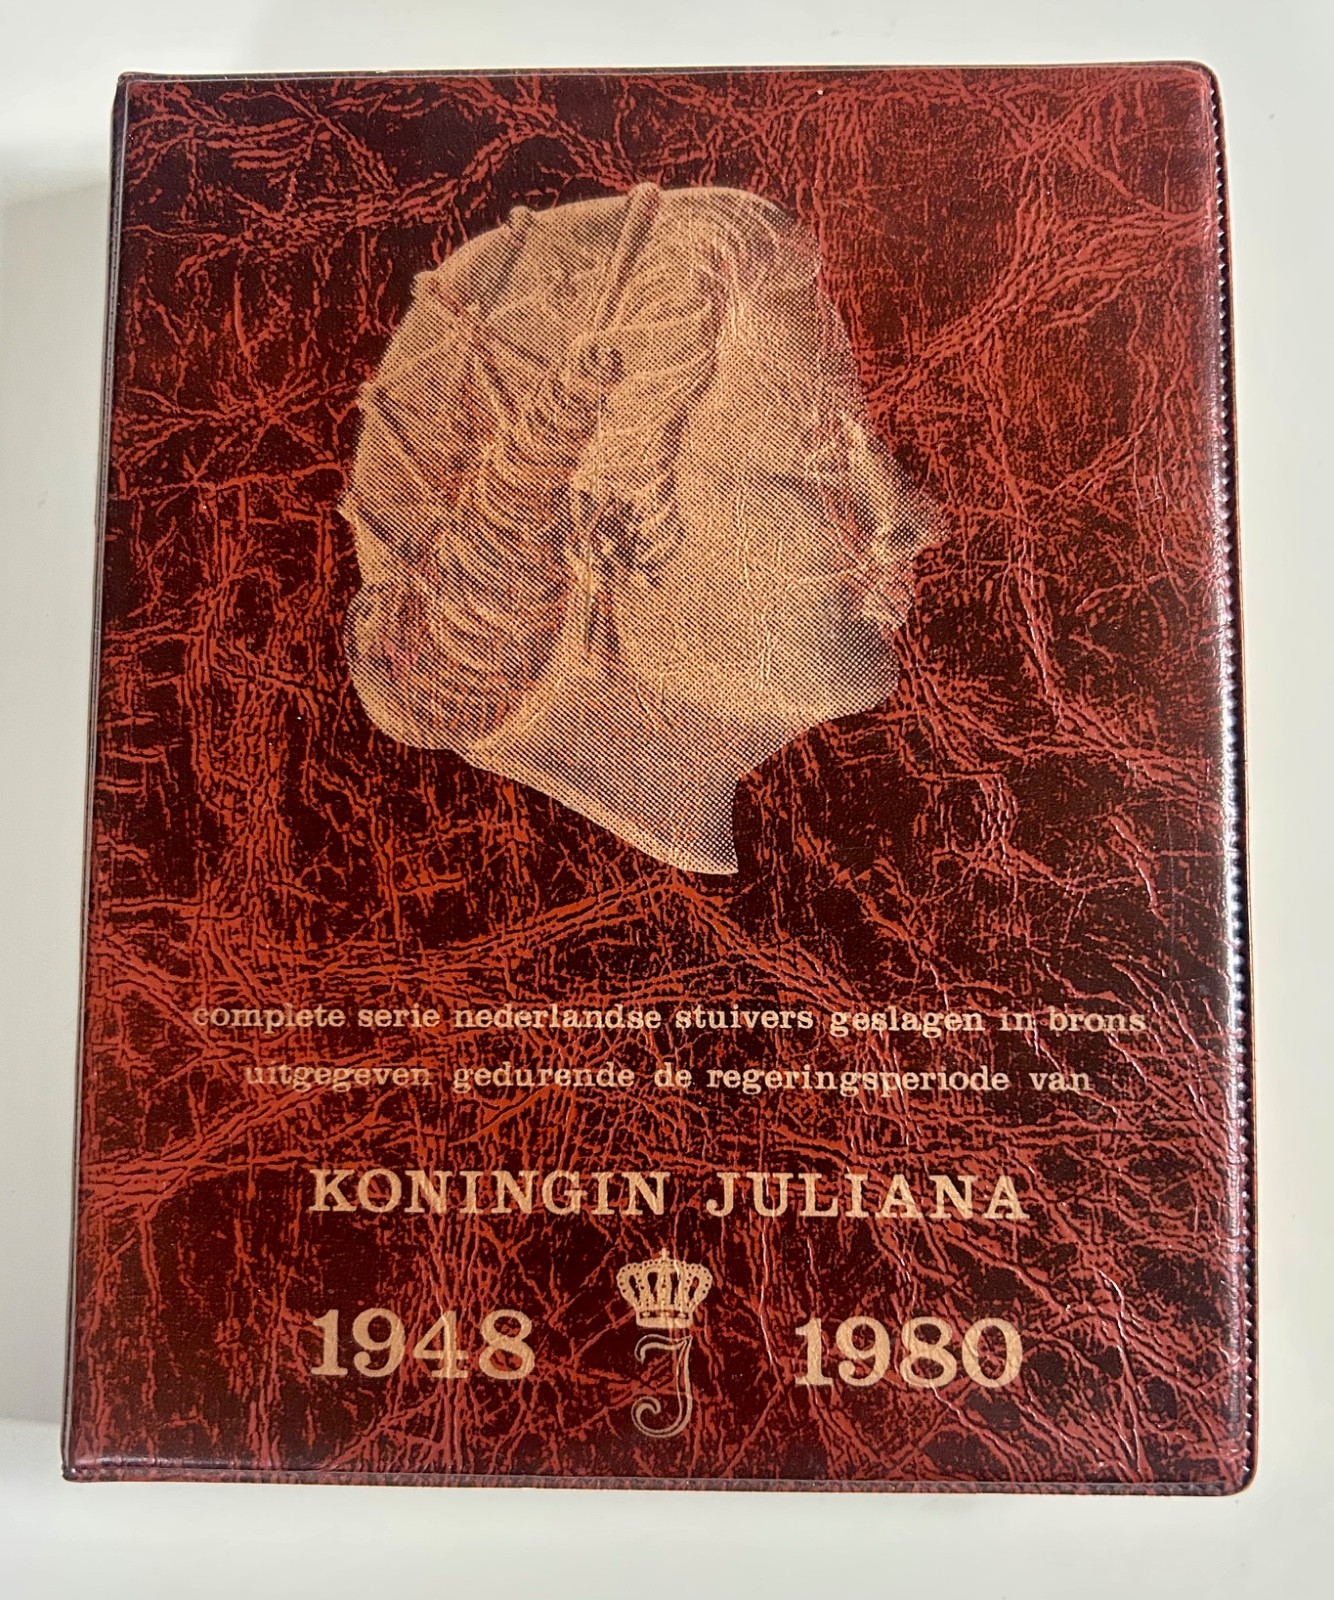 complete serie nederlandse stuivers geslagen in brons
uitgegeven gedurende de regeringsperiode van
KONINGIN JULIANA
1948 J 1980